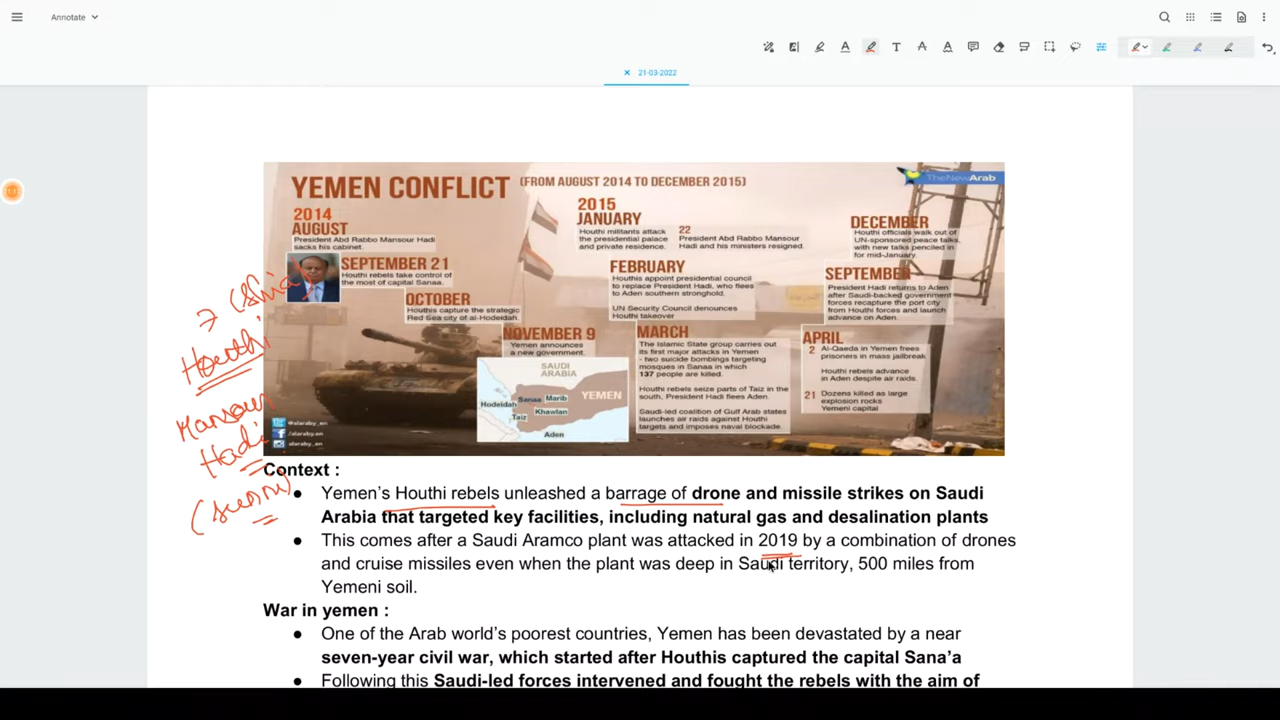 Annotate
21-03-2022
YEMEN CONFLICT (FROM AUGUST 2014 TO DECEMBER 2015)
TheNewArab
2014
AUGUST
President Abd Rabbo Mansour Hadi
sacks his cabinet.
SEPTEMBER 21
Houthi rebels take control of
the most of capital Sanaa.
OCTOBER
Houthis capture the strategic
Red Sea city of al-Hodeidah.
NOVEMBER 9
Yemen announces
a new government.
2015
JANUARY
Houthi militants attack
the presidential palace
and private residence.
22
President Abd Rabbo Mansour
Hadi and his ministers resigned.
FEBRUARY
Houthis appoint presidential council
to replace President Hadi, who flees
to Aden southern stronghold.
UN Security Council denounces
Houthi takeover
MARCH
The Islamic State group carries out
its first major attacks in Yemen
- two suicide bombings targeting
mosques in Sanaa in which
137 people are killed.
Houthi rebels seize parts of Taiz in the
south, President Hadi flees Aden.
Saudi-led coalition of Gulf Arab states
launches air raids against Houthi
targets and imposes naval blockade.
DECEMBER
Houthi officials walk out of
UN-sponsored peace talks,
with new talks penciled in
for mid-January.
SEPTEMBER
President Hadi returns to Aden
after Saudi-backed government
forces recapture the port city
from Houthi forces and launch
advance on Aden.
APRIL
2 Al-Qaeda in Yemen frees
prisoners in mass jailbreak
Houthi rebels advance
in Aden despite air raids.
21 Dozens killed as large
explosion rocks
Yemeni capital
SAUDI
ARABIA
YEMEN
Hodeidah
Sanaa
Marib
Taiz
Khawlan
Aden
@alaraby_en
/alaraby.en
alaraby_en
(Shia)
Houthi
Mansour
Hadi
(Sunni)
Context :
● Yemen's Houthi rebels unleashed a barrage of drone and missile strikes on Saudi
Arabia that targeted key facilities, including natural gas and desalination plants
● This comes after a Saudi Aramco plant was attacked in 2019 by a combination of drones
and cruise missiles even when the plant was deep in Saudi territory, 500 miles from
Yemeni soil.
War in yemen :
● One of the Arab world's poorest countries, Yemen has been devastated by a near
seven-year civil war, which started after Houthis captured the capital Sana'a
● Following this Saudi-led forces intervened and fought the rebels with the aim of